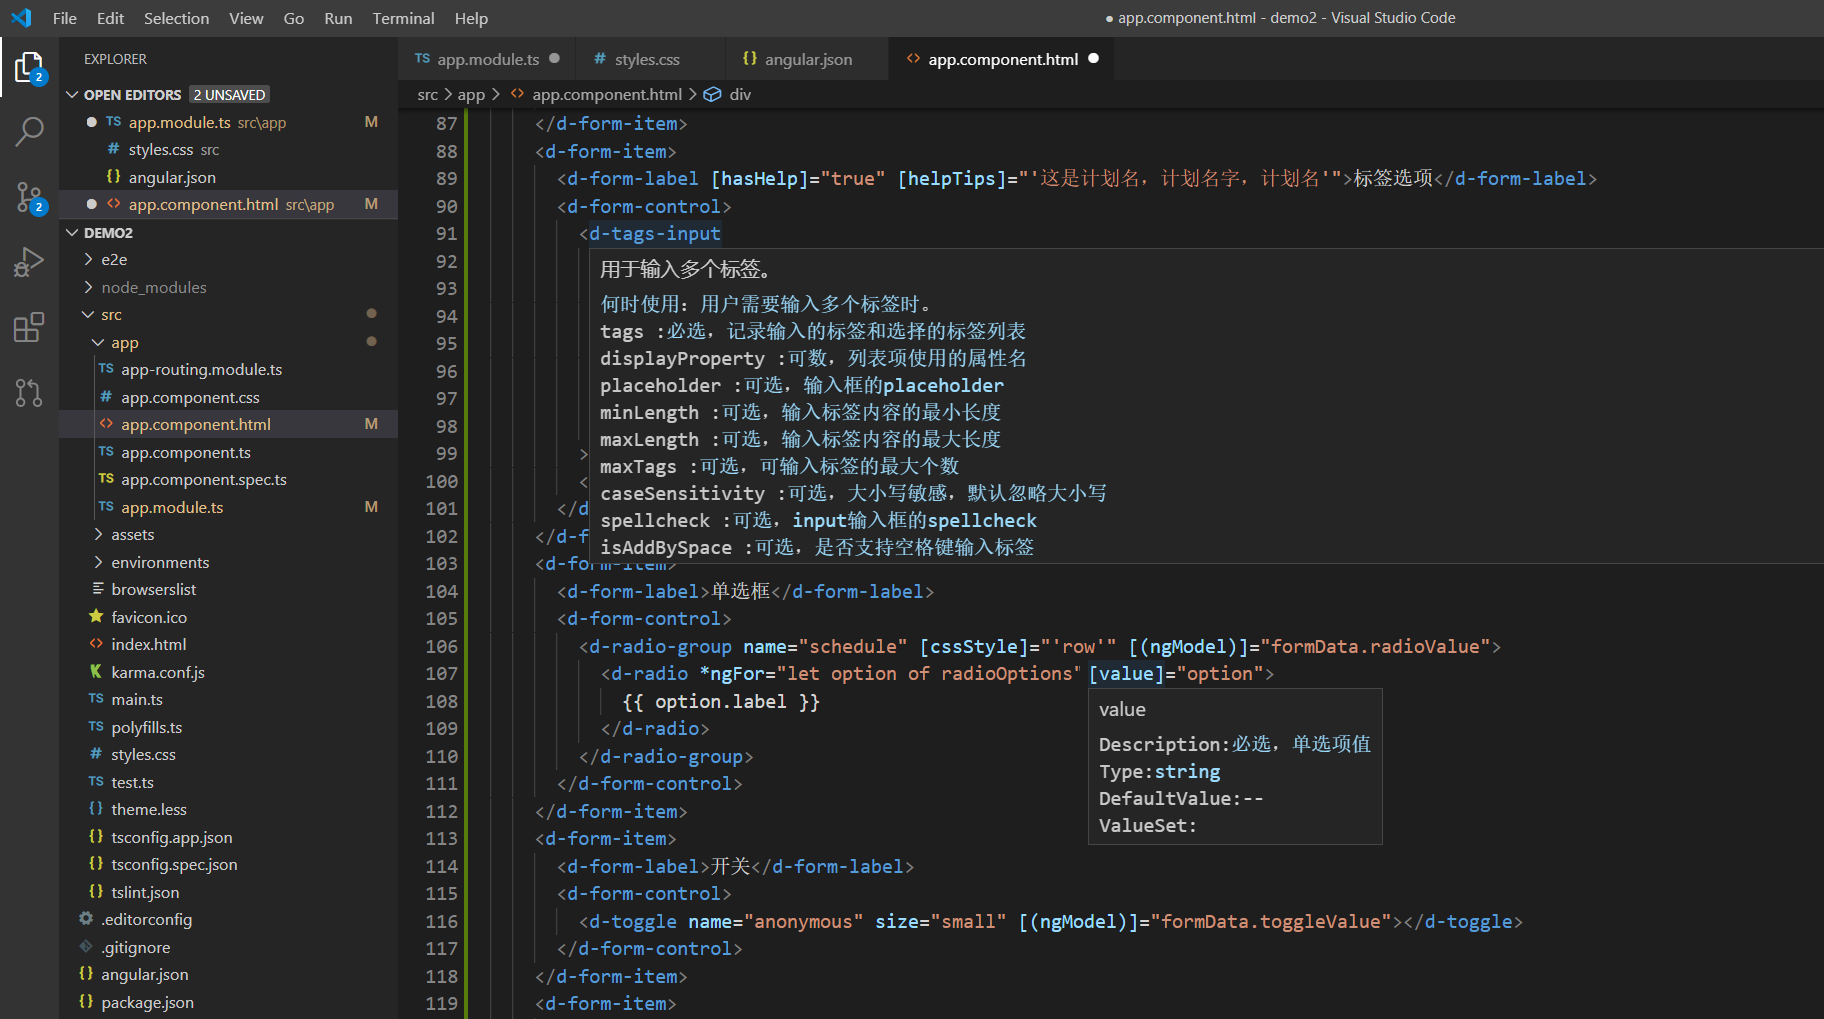 File Edit Selection View Go Run Terminal Help
● app.component.html - demo2 - Visual Studio Code
EXPLORER
OPEN EDITORS 2 UNSAVED
TS app.module.ts src\app M
# styles.css src
{} angular.json
<> app.component.html src\app M
DEMO2
e2e
node_modules
src
app
TS app-routing.module.ts
# app.component.css
<> app.component.html M
TS app.component.ts
TS app.component.spec.ts
TS app.module.ts M
assets
environments
browserslist
favicon.ico
<> index.html
K karma.conf.js
TS main.ts
TS polyfills.ts
# styles.css
TS test.ts
{} theme.less
{} tsconfig.app.json
{} tsconfig.spec.json
{} tslint.json
.editorconfig
.gitignore
{} angular.json
{} package.json
2
2
TS app.module.ts # styles.css {} angular.json <> app.component.html
src > app > <> app.component.html > div
87 </d-form-item>
88 <d-form-item>
89 <d-form-label [hasHelp]="true" [helpTips]="'这是计划名，计划名字，计划名'">标签选项</d-form-label>
90 <d-form-control>
91 <d-tags-input
92
93
94
95
96
97
98
99 >
100 <
101 </d
102 </d-f
103 <d-form-item>
用于输入多个标签。
何时使用：用户需要输入多个标签时。
tags :必选，记录输入的标签和选择的标签列表
displayProperty :可数，列表项使用的属性名
placeholder :可选，输入框的placeholder
minLength :可选，输入标签内容的最小长度
maxLength :可选，输入标签内容的最大长度
maxTags :可选，可输入标签的最大个数
caseSensitivity :可选，大小写敏感，默认忽略大小写
spellcheck :可选，input输入框的spellcheck
isAddBySpace :可选，是否支持空格键输入标签
104 <d-form-label>单选框</d-form-label>
105 <d-form-control>
106 <d-radio-group name="schedule" [cssStyle]="'row'" [(ngModel)]="formData.radioValue">
107 <d-radio *ngFor="let option of radioOptions" [value]="option">
108 {{ option.label }}
109 </d-radio>
110 </d-radio-group>
111 </d-form-control>
112 </d-form-item>
113 <d-form-item>
value
Description:必选，单选项值
Type:string
DefaultValue:--
ValueSet:
114 <d-form-label>开关</d-form-label>
115 <d-form-control>
116 <d-toggle name="anonymous" size="small" [(ngModel)]="formData.toggleValue"></d-toggle>
117 </d-form-control>
118 </d-form-item>
119 <d-form-item>